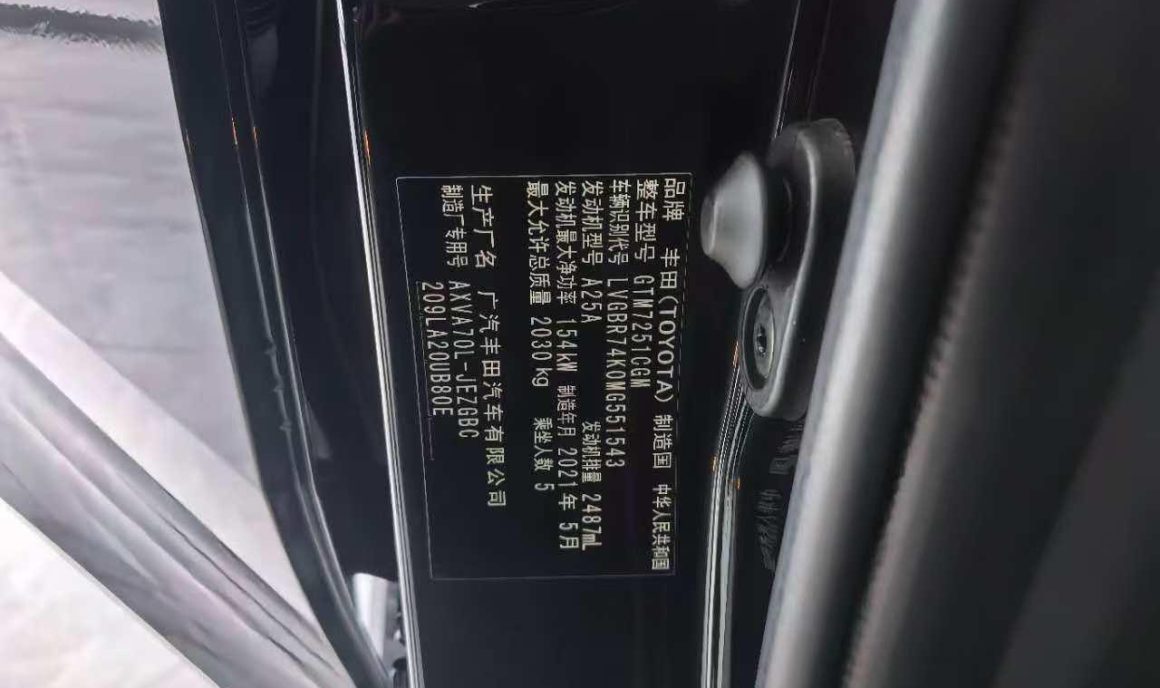 品牌 丰田(TOYOTA) 制造国 中华人民共和国
整车型号 GTM7251CGM
车辆识别代号 LVGBR74K0MG551543
发动机型号 A25A 发动机排量 2487mL
发动机最大净功率 154kW 制造年月 2021年 5月
最大允许总质量 2030kg 乘坐人数 5
生产厂名 广汽丰田汽车有限公司
制造厂专用号 AXVA70L-JEZGBC
209LA20UB80E